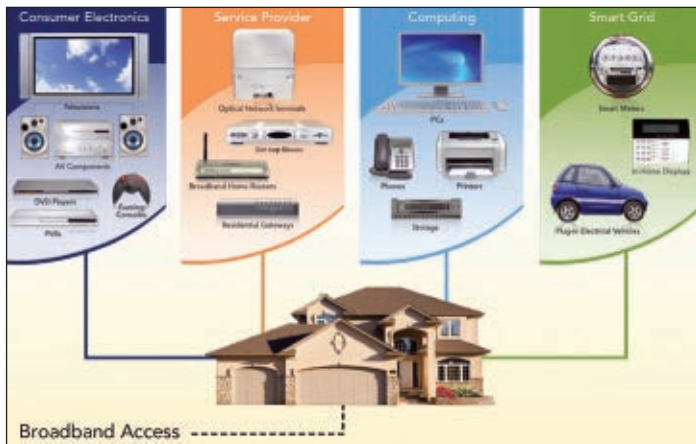 Consumer Electronics
Televisions
AV Components
DVD Players
Gaming
Consoles
PVRs
Service Provider
Optical Network Terminals
Set-top Boxes
Broadband Home Routers
Residential Gateways
Computing
PCs
Phones
Printers
Storage
Smart Grid
Smart Meters
In-Home Displays
Plug-in Electrical Vehicles
Broadband Access